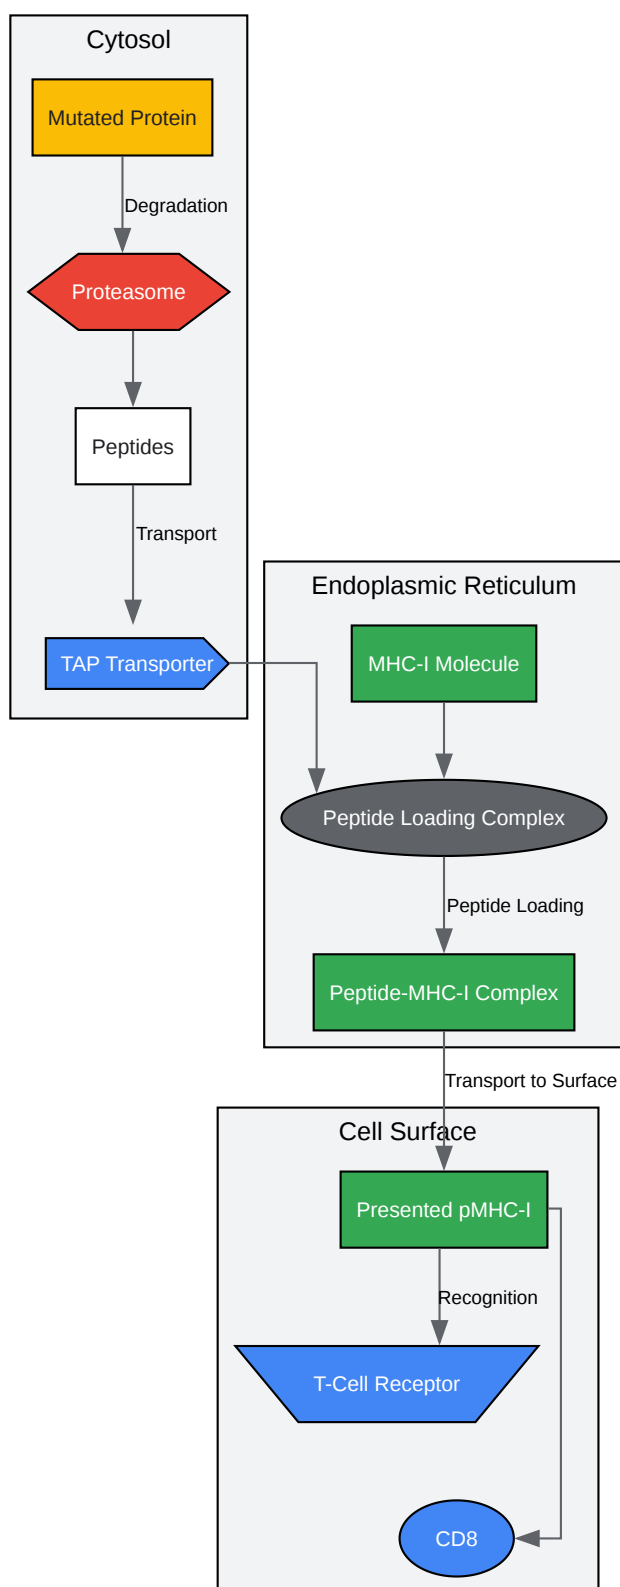 Cytosol
Mutated Protein
Degradation
Proteasome
Peptides
Transport
TAP Transporter
Endoplasmic Reticulum
MHC-I Molecule
Peptide Loading Complex
Peptide Loading
Peptide-MHC-I Complex
Transport to Surface
Cell Surface
Presented pMHC-I
Recognition
T-Cell Receptor
CD8